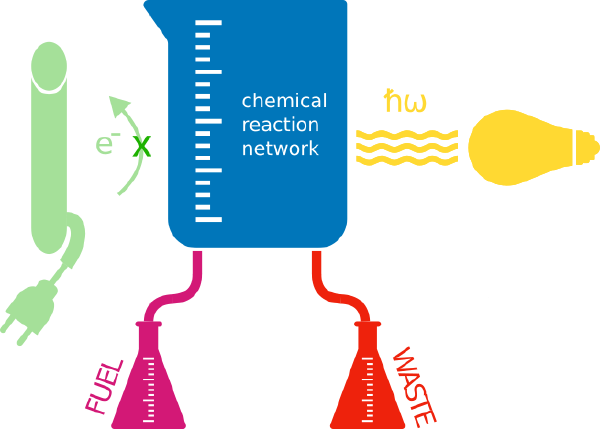 ħω
chemical
reaction
network
e⁻ x
FUEL
WASTE